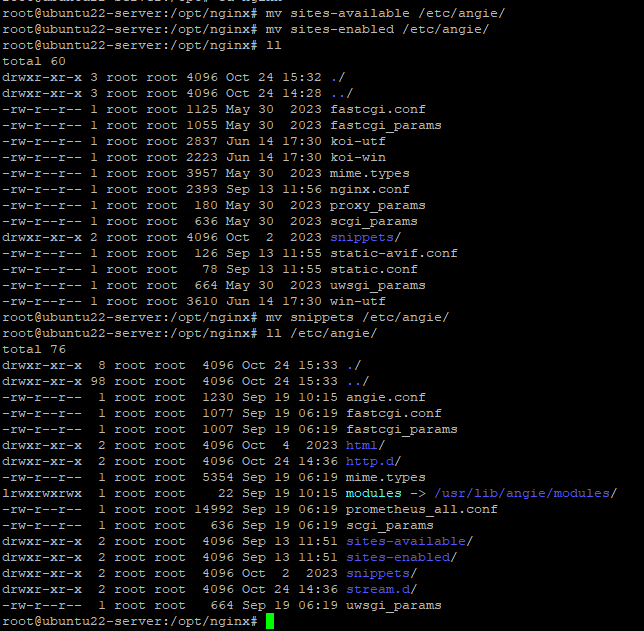 root@ubuntu22-server:/opt/nginx# mv sites-available /etc/angie/
root@ubuntu22-server:/opt/nginx# mv sites-enabled /etc/angie/
root@ubuntu22-server:/opt/nginx# ll
total 60
drwxr-xr-x 3 root root 4096 Oct 24 15:32 ./
drwxr-xr-x 3 root root 4096 Oct 24 14:28 ../
-rw-r--r-- 1 root root 1125 May 30  2023 fastcgi.conf
-rw-r--r-- 1 root root 1055 May 30  2023 fastcgi_params
-rw-r--r-- 1 root root 2837 Jun 14 17:30 koi-utf
-rw-r--r-- 1 root root 2223 Jun 14 17:30 koi-win
-rw-r--r-- 1 root root 3957 May 30  2023 mime.types
-rw-r--r-- 1 root root 2393 Sep 13 11:56 nginx.conf
-rw-r--r-- 1 root root  180 May 30  2023 proxy_params
-rw-r--r-- 1 root root  636 May 30  2023 scgi_params
drwxr-xr-x 2 root root 4096 Oct  2  2023 snippets/
-rw-r--r-- 1 root root  126 Sep 13 11:55 static-avif.conf
-rw-r--r-- 1 root root   78 Sep 13 11:55 static.conf
-rw-r--r-- 1 root root  664 May 30  2023 uwsgi_params
-rw-r--r-- 1 root root 3610 Jun 14 17:30 win-utf
root@ubuntu22-server:/opt/nginx# mv snippets /etc/angie/
root@ubuntu22-server:/opt/nginx# ll /etc/angie/
total 76
drwxr-xr-x  8 root root  4096 Oct 24 15:33 ./
drwxr-xr-x 98 root root  4096 Oct 24 15:33 ../
-rw-r--r--  1 root root  1230 Sep 19 10:15 angie.conf
-rw-r--r--  1 root root  1077 Sep 19 06:19 fastcgi.conf
-rw-r--r--  1 root root  1007 Sep 19 06:19 fastcgi_params
drwxr-xr-x  2 root root  4096 Oct  4  2023 html/
drwxr-xr-x  2 root root  4096 Oct 24 14:36 http.d/
-rw-r--r--  1 root root  5354 Sep 19 06:19 mime.types
lrwxrwxrwx  1 root root    22 Sep 19 10:15 modules -> /usr/lib/angie/modules/
-rw-r--r--  1 root root 14992 Sep 19 06:19 prometheus_all.conf
-rw-r--r--  1 root root   636 Sep 19 06:19 scgi_params
drwxr-xr-x  2 root root  4096 Sep 13 11:51 sites-available/
drwxr-xr-x  2 root root  4096 Sep 13 11:51 sites-enabled/
drwxr-xr-x  2 root root  4096 Oct  2  2023 snippets/
drwxr-xr-x  2 root root  4096 Oct 24 14:36 stream.d/
-rw-r--r--  1 root root   664 Sep 19 06:19 uwsgi_params
root@ubuntu22-server:/opt/nginx#